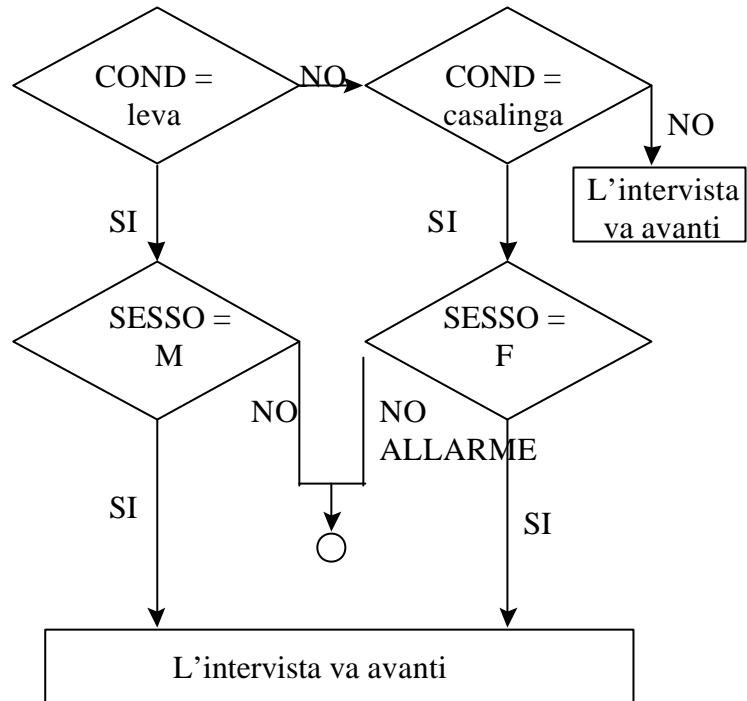 COND =
leva
NO
COND =
casalinga
NO
L’intervista
va avanti
SI
SI
SESSO =
M
SESSO =
F
NO
NO
ALLARME
SI
SI
L’intervista va avanti